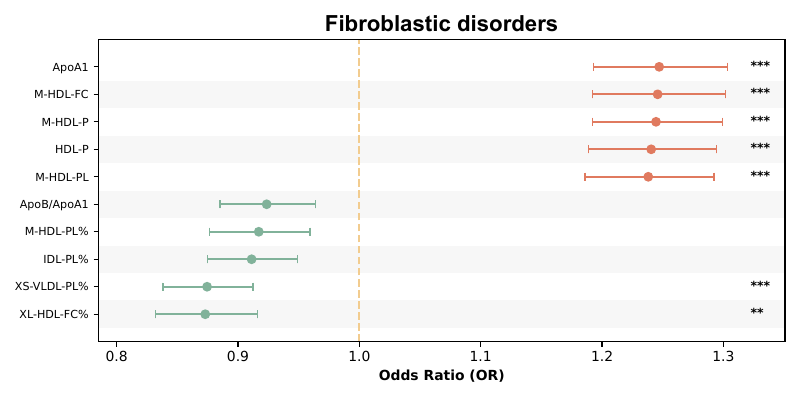 Fibroblastic disorders
ApoA1 ***
M-HDL-FC ***
M-HDL-P ***
HDL-P ***
M-HDL-PL ***
ApoB/ApoA1
M-HDL-PL%
IDL-PL%
XS-VLDL-PL% ***
XL-HDL-FC% **
0.8 0.9 1.0 1.1 1.2 1.3
Odds Ratio (OR)